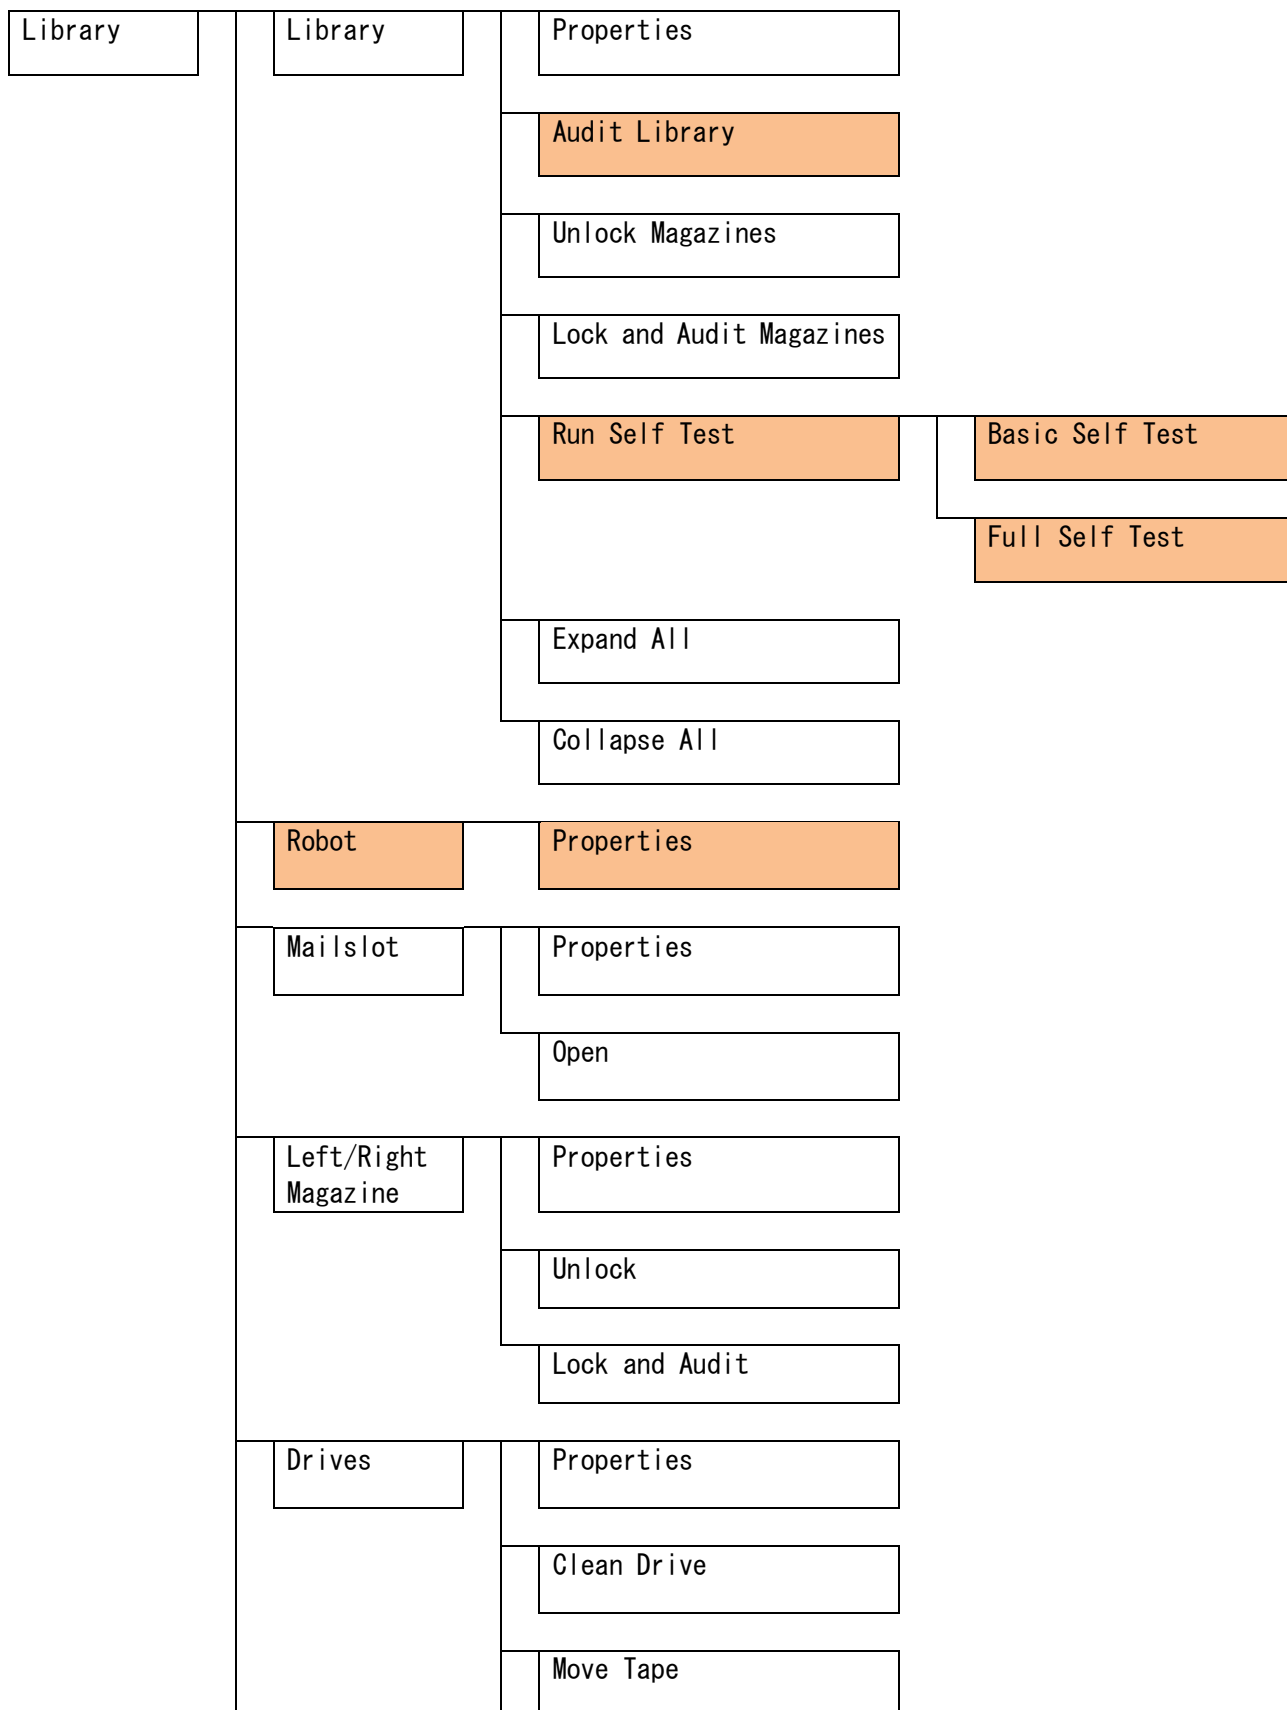 Library
Library
Properties
Audit Library
Unlock Magazines
Lock and Audit Magazines
Run Self Test
Basic Self Test
Full Self Test
Expand All
Collapse All
Robot
Properties
Mailslot
Properties
Open
Left/Right
Magazine
Properties
Unlock
Lock and Audit
Drives
Properties
Clean Drive
Move Tape